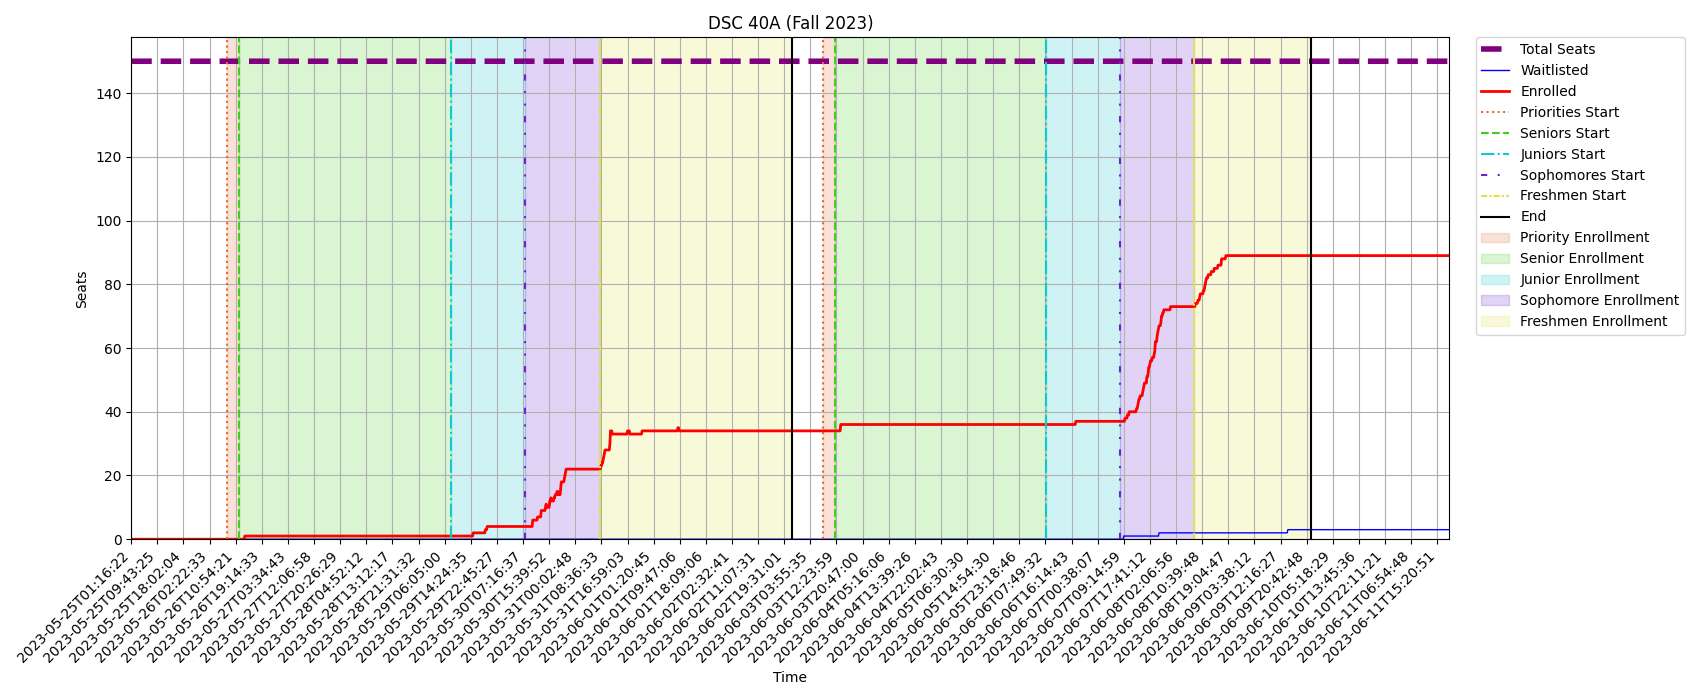 DSC 40A (Fall 2023)
Total Seats
Waitlisted
Enrolled
Priorities Start
Seniors Start
Juniors Start
Sophomores Start
Freshmen Start
End
Priority Enrollment
Senior Enrollment
Junior Enrollment
Sophomore Enrollment
Freshmen Enrollment
Seats
140
120
100
80
60
40
20
0
2023-05-25T01:16:22
2023-05-25T09:43:25
2023-05-25T18:02:04
2023-05-26T02:22:33
2023-05-26T10:54:21
2023-05-26T19:14:33
2023-05-27T03:34:43
2023-05-27T12:06:58
2023-05-27T20:26:29
2023-05-28T04:52:12
2023-05-28T13:12:17
2023-05-28T21:31:32
2023-05-29T06:05:00
2023-05-29T14:24:35
2023-05-29T22:45:27
2023-05-30T07:16:37
2023-05-30T15:39:52
2023-05-31T00:02:48
2023-05-31T08:36:33
2023-05-31T16:59:03
2023-06-01T01:20:45
2023-06-01T09:47:06
2023-06-01T18:09:06
2023-06-02T02:32:41
2023-06-02T11:07:31
2023-06-02T19:31:01
2023-06-03T03:55:35
2023-06-03T12:23:59
2023-06-03T20:47:00
2023-06-04T05:16:06
2023-06-04T13:39:26
2023-06-04T22:02:43
2023-06-05T06:30:30
2023-06-05T14:54:30
2023-06-05T23:18:46
2023-06-06T07:49:32
2023-06-06T16:14:43
2023-06-07T00:38:07
2023-06-07T09:14:59
2023-06-07T17:41:12
2023-06-08T02:06:56
2023-06-08T10:39:48
2023-06-08T19:04:47
2023-06-09T03:38:12
2023-06-09T12:16:27
2023-06-09T20:42:48
2023-06-10T05:18:29
2023-06-10T13:45:36
2023-06-10T22:11:21
2023-06-11T06:54:48
2023-06-11T15:20:51
Time